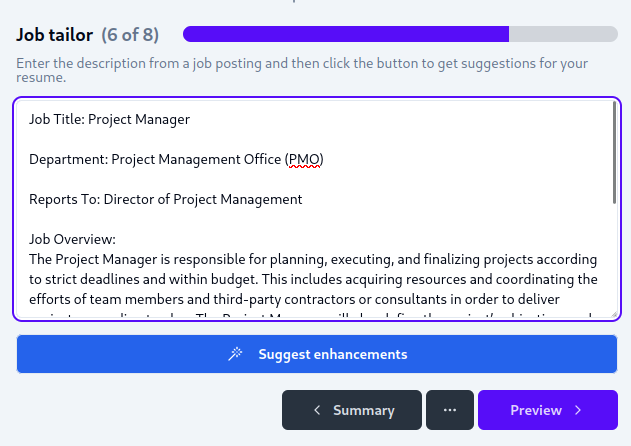 Job tailor (6 of 8)
Enter the description from a job posting and then click the button to get suggestions for your
resume.
Job Title: Project Manager
Department: Project Management Office (PMO)
Reports To: Director of Project Management
Job Overview:
The Project Manager is responsible for planning, executing, and finalizing projects according
to strict deadlines and within budget. This includes acquiring resources and coordinating the
efforts of team members and third-party contractors or consultants in order to deliver
Suggest enhancements
Summary
...
Preview